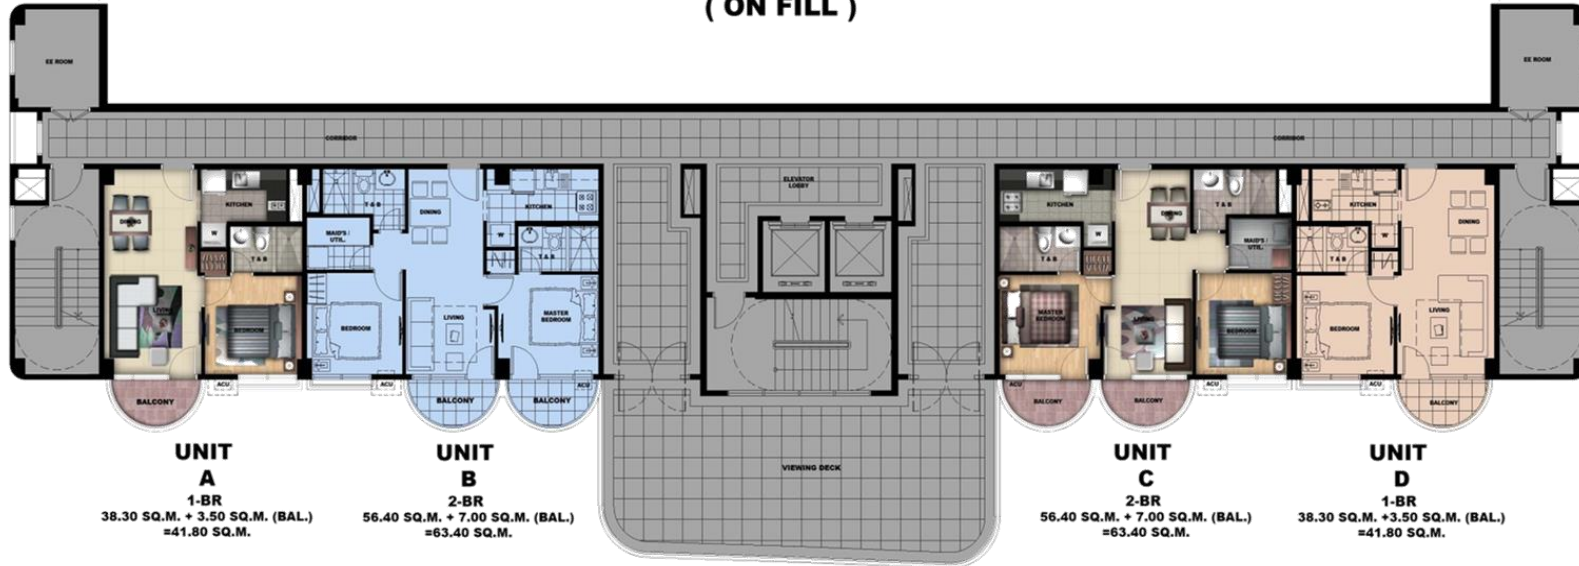 ( ON FILL )
EE ROOM
EE ROOM
CORRIDOR
CORRIDOR
ELEVATOR
LOBBY
DINING
KITCHEN
W
T & B
LIVING
BEDROOM
BALCONY
ACU
T & B
MAID'S /
UTIL.
DINING
KITCHEN
W
T & B
BEDROOM
LIVING
MASTER
BEDROOM
ACU
BALCONY
BALCONY
ACU
VIEWING DECK
KITCHEN
DINING
T & B
T & B
W
MAID'S /
UTIL.
MASTER
BEDROOM
LIVING
BEDROOM
ACU
BALCONY
BALCONY
ACU
KITCHEN
DINING
W
T & B
BEDROOM
LIVING
ACU
BALCONY
UNIT
A
1-BR
38.30 SQ.M. + 3.50 SQ.M. (BAL.)
=41.80 SQ.M.
UNIT
B
2-BR
56.40 SQ.M. + 7.00 SQ.M. (BAL.)
=63.40 SQ.M.
UNIT
C
2-BR
56.40 SQ.M. + 7.00 SQ.M. (BAL.)
=63.40 SQ.M.
UNIT
D
1-BR
38.30 SQ.M. +3.50 SQ.M. (BAL.)
=41.80 SQ.M.